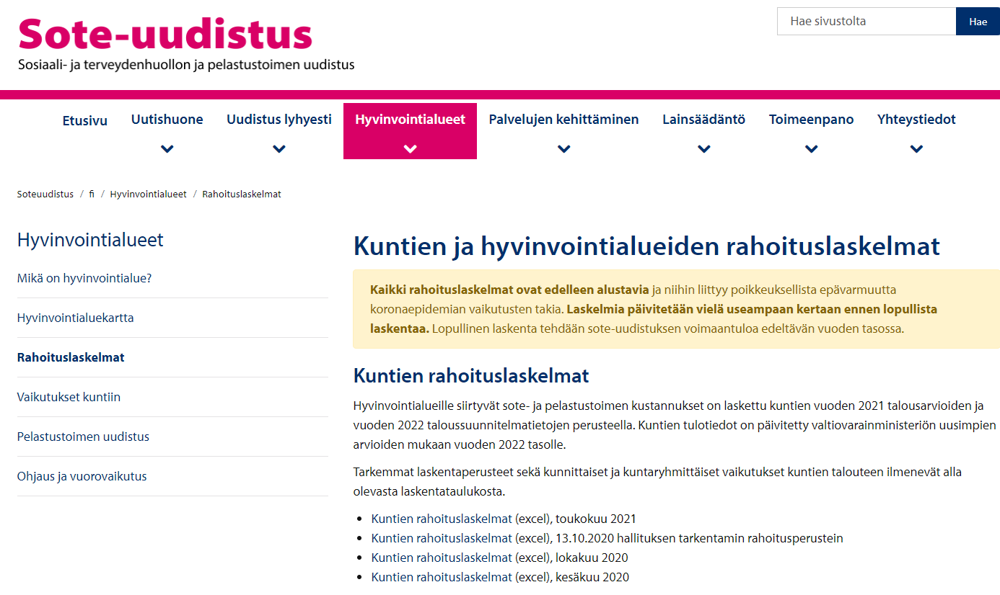 Sote-uudistus
Sosiaali- ja terveydenhuollon ja pelastustoimen uudistus
Hae sivustolta
Hae
Etusivu
Uutishuone
Uudistus lyhyesti
Hyvinvointialueet
Palvelujen kehittäminen
Lainsäädäntö
Toimeenpano
Yhteystiedot
Soteuudistus / fi / Hyvinvointialueet / Rahoituslaskelmat
Hyvinvointialueet
Mikä on hyvinvointialue?
Hyvinvointialuekartta
Rahoituslaskelmat
Vaikutukset kuntiin
Pelastustoimen uudistus
Ohjaus ja vuorovaikutus
Kuntien ja hyvinvointialueiden rahoituslaskelmat
Kaikki rahoituslaskelmat ovat edelleen alustavia ja niihin liittyy poikkeuksellista epävarmuutta
koronaepidemian vaikutusten takia. Laskelmia päivitetään vielä useampaan kertaan ennen lopullista
laskentaa. Lopullinen laskenta tehdään sote-uudistuksen voimaantuloa edeltävän vuoden tasossa.
Kuntien rahoituslaskelmat
Hyvinvointialueille siirtyvät sote- ja pelastustoimen kustannukset on laskettu kuntien vuoden 2021 talousarvioiden ja
vuoden 2022 taloussuunnitelmatietojen perusteella. Kuntien tulotiedot on päivitetty valtiovarainministeriön uusimpien
arvioiden mukaan vuoden 2022 tasolle.
Tarkemmat laskentaperusteet sekä kunnittaiset ja kuntaryhmittäiset vaikutukset kuntien talouteen ilmenevät alla
olevasta laskentataulukosta.
• Kuntien rahoituslaskelmat (excel), toukokuu 2021
• Kuntien rahoituslaskelmat (excel), 13.10.2020 hallituksen tarkentamin rahoitusperustein
• Kuntien rahoituslaskelmat (excel), lokakuu 2020
• Kuntien rahoituslaskelmat (excel), kesäkuu 2020